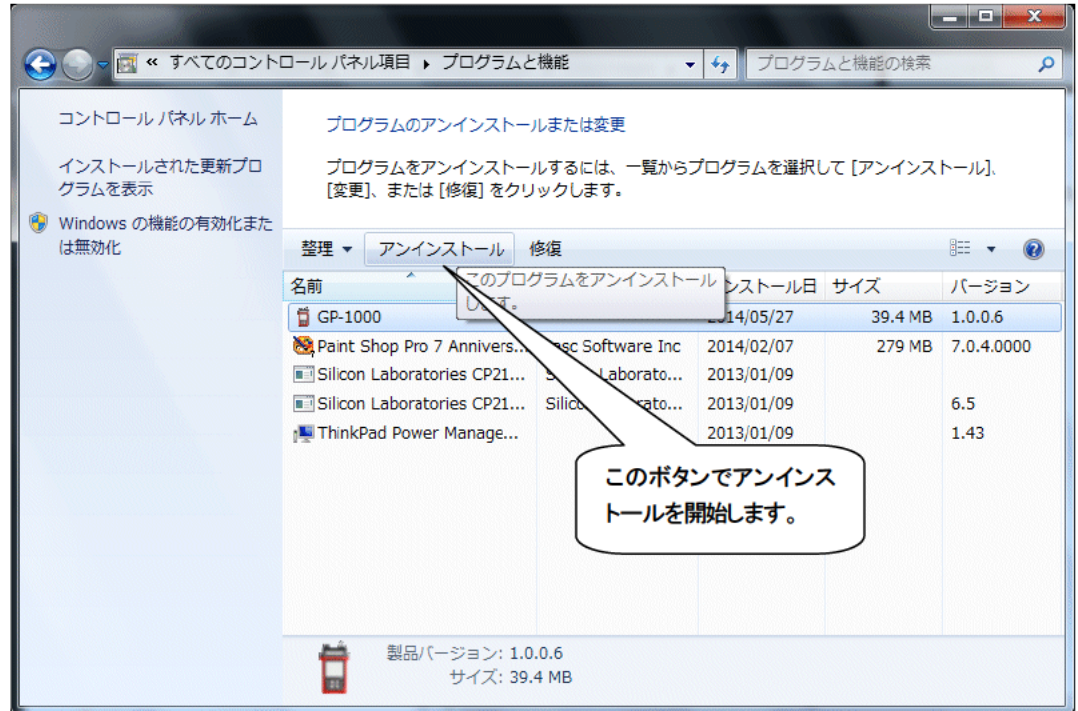 « すべてのコントロール パネル項目 ▸ プログラムと機能
プログラムと機能の検索
コントロール パネル ホーム
インストールされた更新プロ
グラムを表示
Windows の機能の有効化また
は無効化
プログラムのアンインストールまたは変更
プログラムをアンインストールするには、一覧からプログラムを選択して [アンインストール]、
[変更]、または [修復] をクリックします。
整理 ▼ アンインストール 修復
このプログラムをアンインストール
します。
名前 ンストール日 サイズ バージョン
GP-1000 14/05/27 39.4 MB 1.0.0.6
Paint Shop Pro 7 Annivers... Software Inc 2014/02/07 279 MB 7.0.4.0000
Silicon Laboratories CP21... Laborato... 2013/01/09
Silicon Laboratories CP21... 2013/01/09 6.5
ThinkPad Power Manage... 2013/01/09 1.43
このボタンでアンインス
トールを開始します。
製品バージョン: 1.0.0.6
サイズ: 39.4 MB